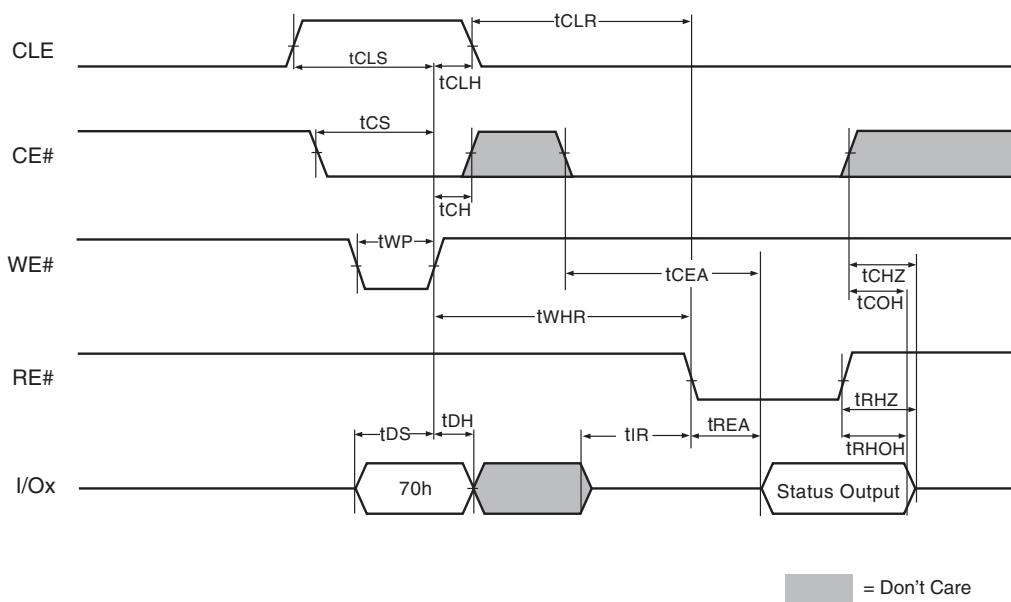 tCLR
CLE
tCLS
tCLH
tCS
CE#
tCH
tWP
WE#
tCEA
tCHZ
tCOH
tWHR
RE#
tRHZ
tDS
tDH
tIR
tREA
tRHOH
I/Ox
70h
Status Output
= Don't Care